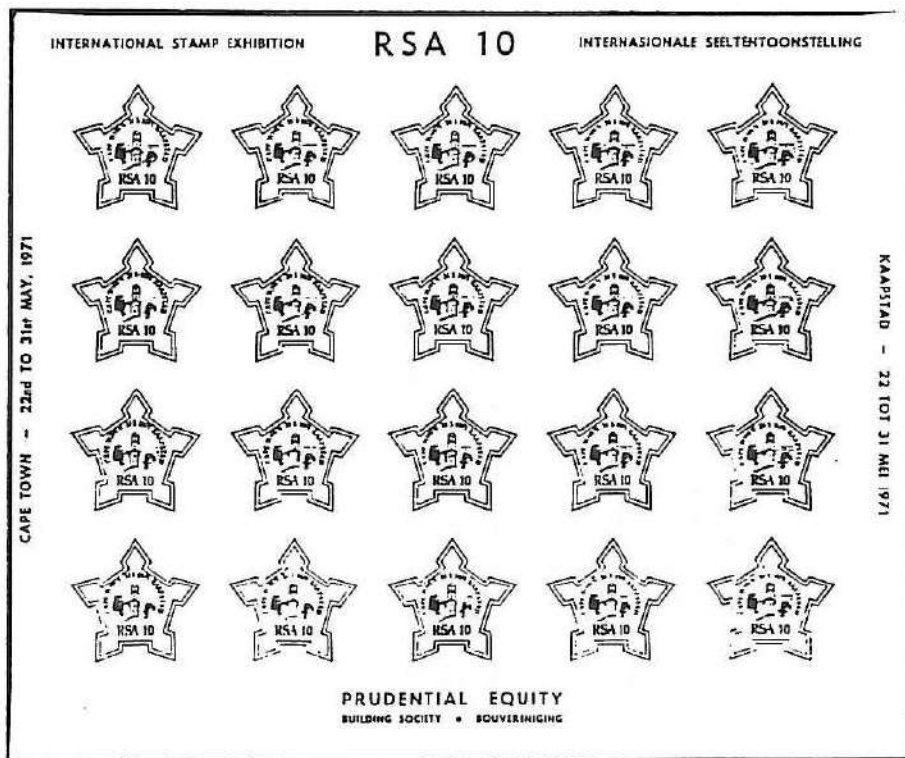 INTERNATIONAL STAMP EXHIBITION
RSA 10
INTERNASIONALE SEËLTENTOONSTELLING
CAPE TOWN – 22nd TO 31st MAY, 1971
KAAPSTAD – 22 TOT 31 MEI 1971
RSA 10 RSA 10 RSA 10 RSA 10 RSA 10
RSA 10 RSA 10 RSA 10 RSA 10 RSA 10
RSA 10 RSA 10 RSA 10 RSA 10 RSA 10
RSA 10 RSA 10 RSA 10 RSA 10 RSA 10
PRUDENTIAL EQUITY
BUILDING SOCIETY • BOUVERINIGING